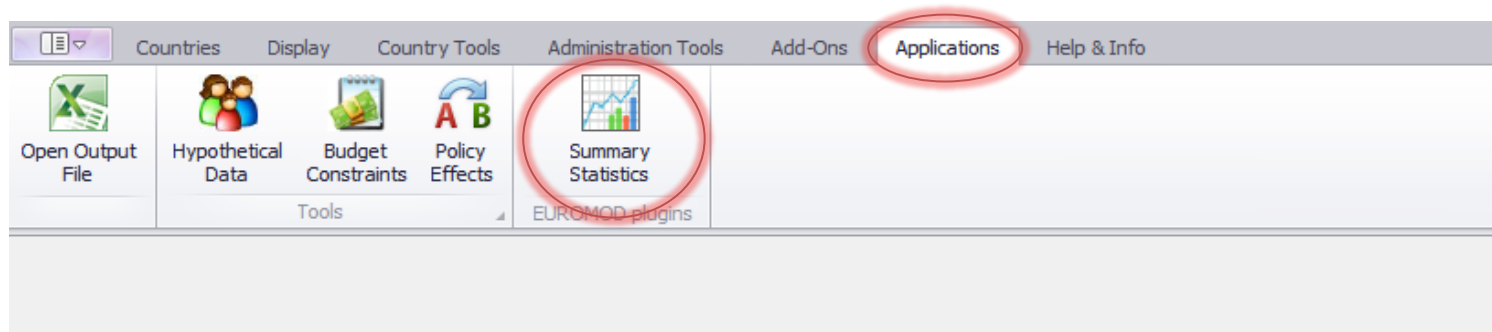 Countries Display Country Tools Administration Tools Add-Ons Applications Help & Info
Open Output
File
Hypothetical
Data
Budget
Constraints
Policy
Effects
Summary
Statistics
A B
Tools
EUROMOD plugins